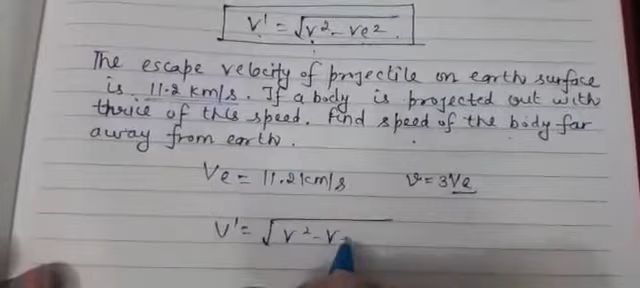 V' = √v² - ve² .
The escape velocity of projectile on earth surface
is 11.2 km/s. If a body is projected out with
thrice of this speed. Find speed of the body far
away from earth.
Ve = 11.2 km/s v = 3Ve
V' = √v² - v